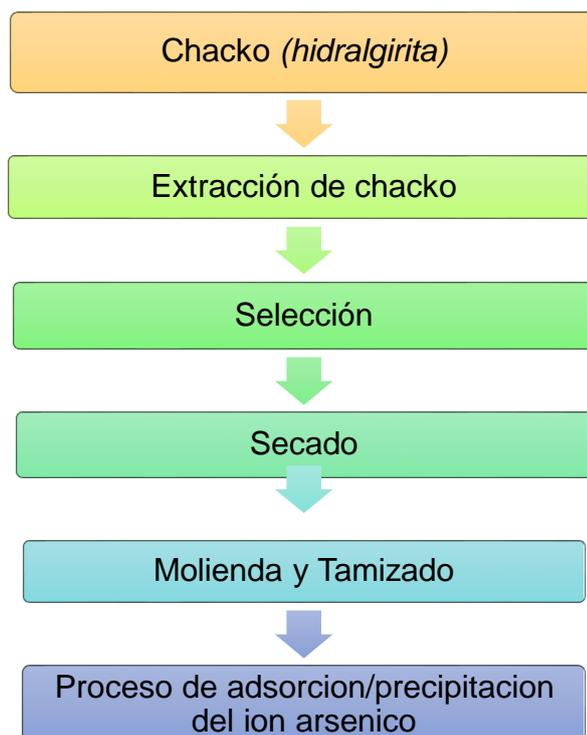 Chacko (hidralgirita)
Extracción de chacko
Selección
Secado
Molienda y Tamizado
Proceso de adsorcion/precipitacion
del ion arsenico